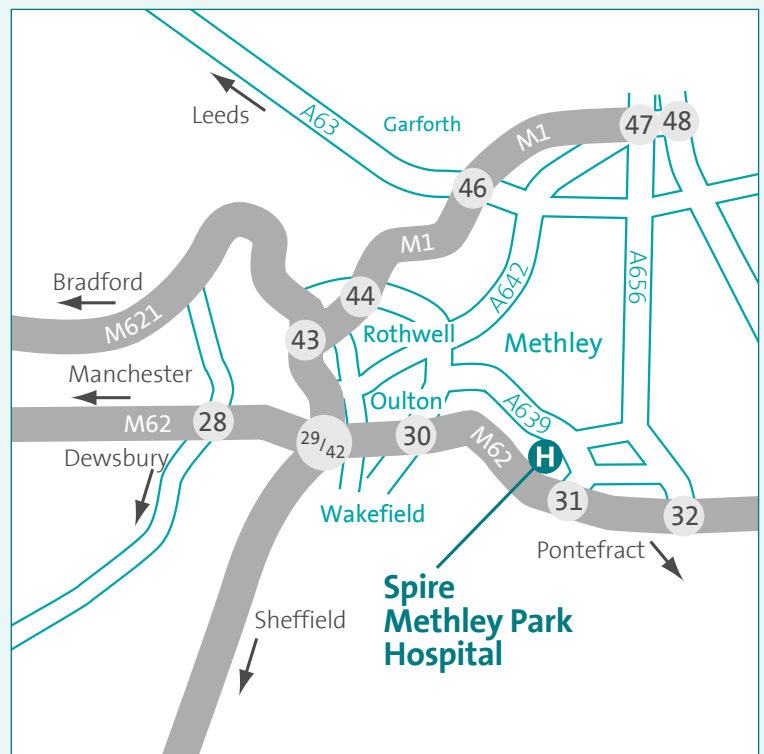 Leeds
A63
Garforth
M1
47
48
46
M1
A642
A656
Bradford
M621
44
43
Rothwell
Methley
Manchester
M62
28
Dewsbury
29/42
Oulton
30
A639
M62
H
31
32
Wakefield
Pontefract
Spire
Methley Park
Hospital
Sheffield